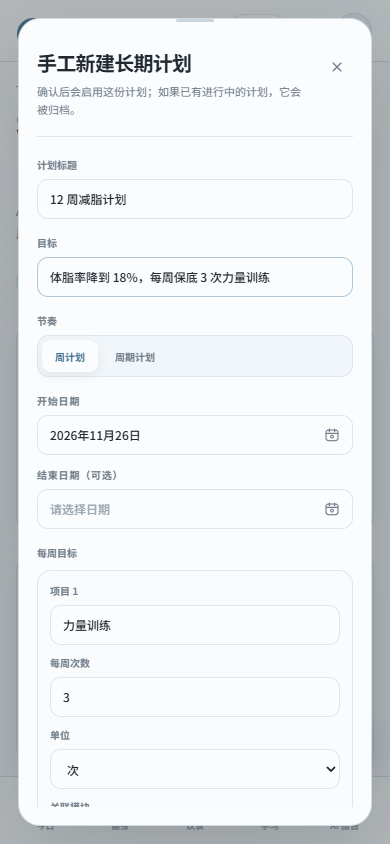 手工新建长期计划
确认后会启用这份计划；如果已有进行中的计划，它会
被归档。
计划标题
12 周减脂计划
目标
体脂率降到 18%，每周保底 3 次力量训练
节奏
周计划 周期计划
开始日期
2026年11月26日
结束日期（可选）
请选择日期
每周目标
项目 1
力量训练
每周次数
3
单位
次